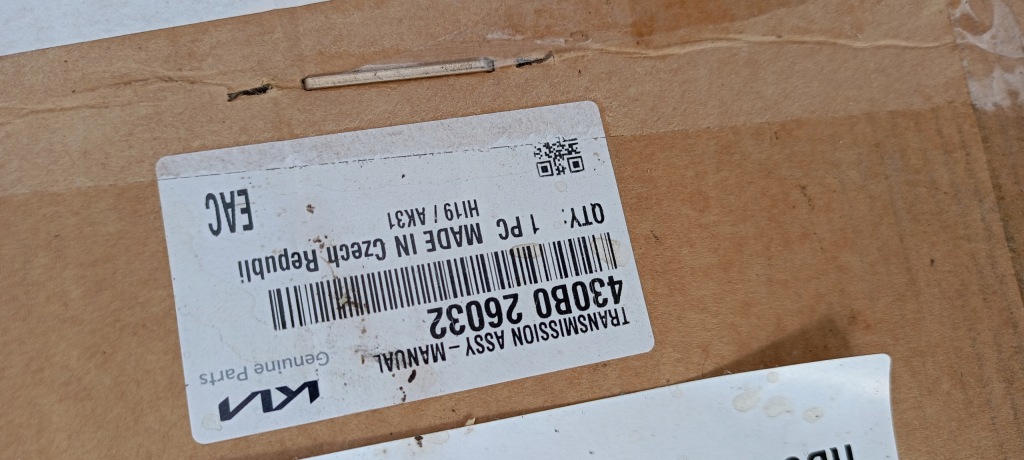 KIA
Genuine Parts
TRANSMISSION ASSY - MANUAL
430B0 26032
QTY: 1 PC MADE IN Czech Republi
HI19 / AK31
EAC